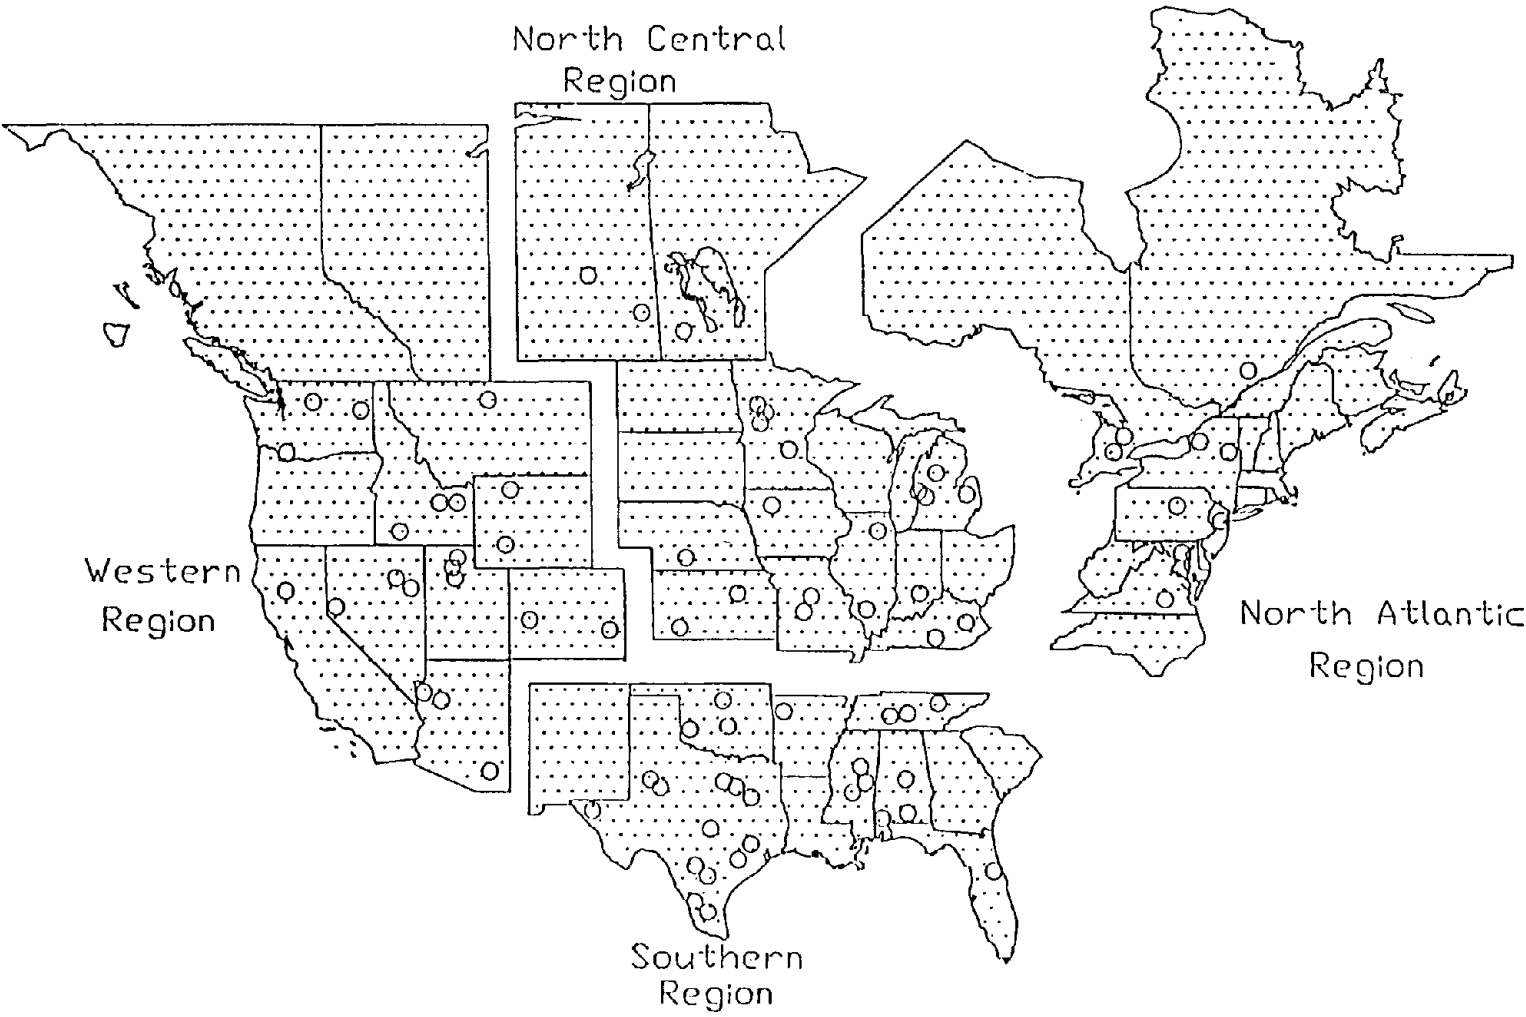 North Central
Region
Western
Region
North Atlantic
Region
Southern
Region